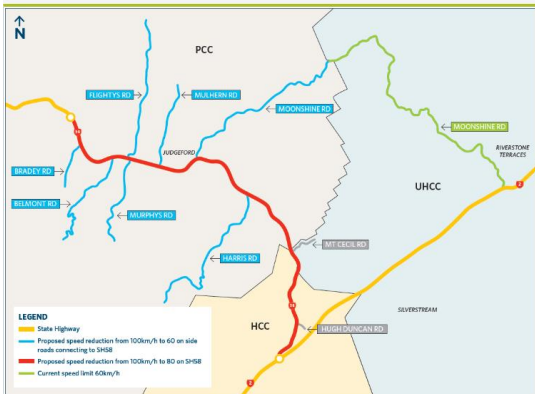 N
PCC
FLIGHTYS RD
MULHERN RD
MOONSHINE RD
MOONSHINE RD
JUDGEFORD
RIVERSTONE
TERRACES
BRADEY RD
UHCC
2
BELMONT RD
MURPHYS RD
MT CECIL RD
HARRIS RD
SILVERSTREAM
HCC
HUGH DUNCAN RD
LEGEND
State Highway
Proposed speed reduction from 100km/h to 60 on side
roads connecting to SH58
Proposed speed reduction from 100km/h to 80 on SH58
Current speed limit 60km/h
2